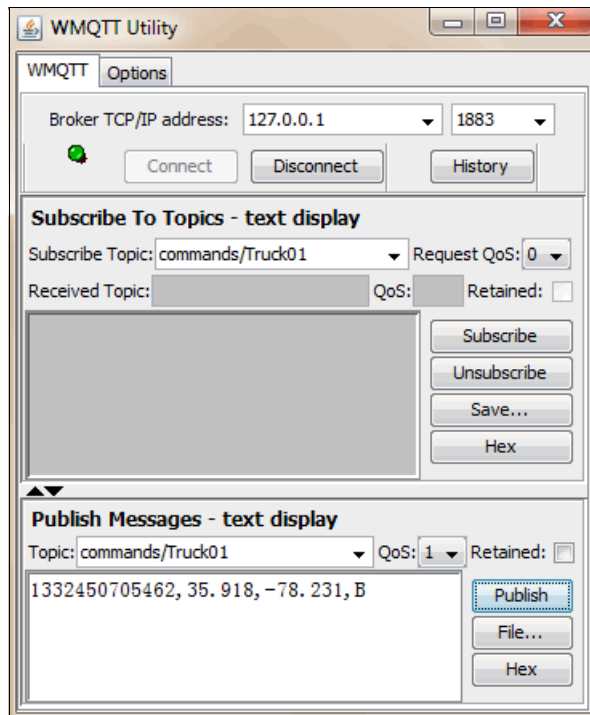 WMQTT Utility
WMQTT Options
Broker TCP/IP address: 127.0.0.1 1883
Connect Disconnect History
Subscribe To Topics - text display
Subscribe Topic: commands/Truck01 Request QoS: 0
Received Topic: QoS: Retained:
Subscribe
Unsubscribe
Save...
Hex
Publish Messages - text display
Topic: commands/Truck01 QoS: 1 Retained:
1332450705462,35.918,-78.231,B
Publish
File...
Hex